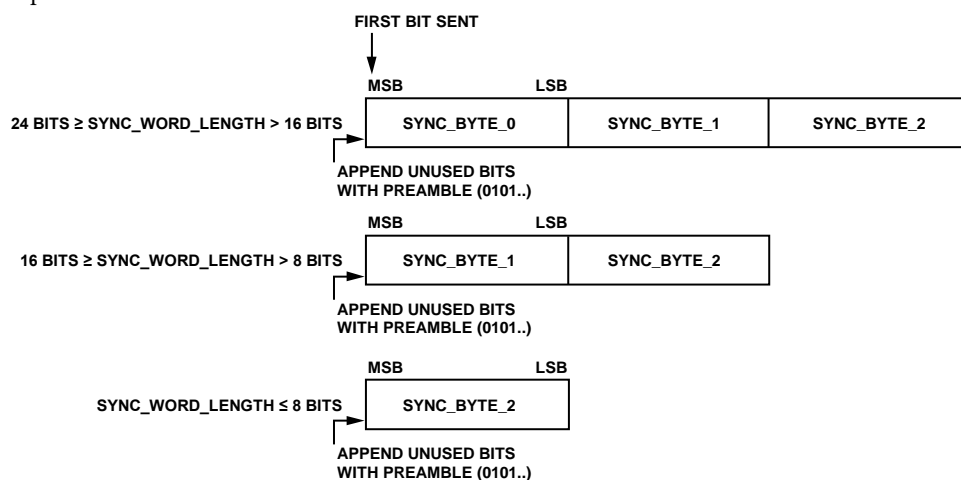 FIRST BIT SENT
MSB LSB
24 BITS ≥ SYNC_WORD_LENGTH > 16 BITS SYNC_BYTE_0 SYNC_BYTE_1 SYNC_BYTE_2
APPEND UNUSED BITS
WITH PREAMBLE (0101..)
MSB LSB
16 BITS ≥ SYNC_WORD_LENGTH > 8 BITS SYNC_BYTE_1 SYNC_BYTE_2
APPEND UNUSED BITS
WITH PREAMBLE (0101..)
MSB LSB
SYNC_WORD_LENGTH ≤ 8 BITS SYNC_BYTE_2
APPEND UNUSED BITS
WITH PREAMBLE (0101..)